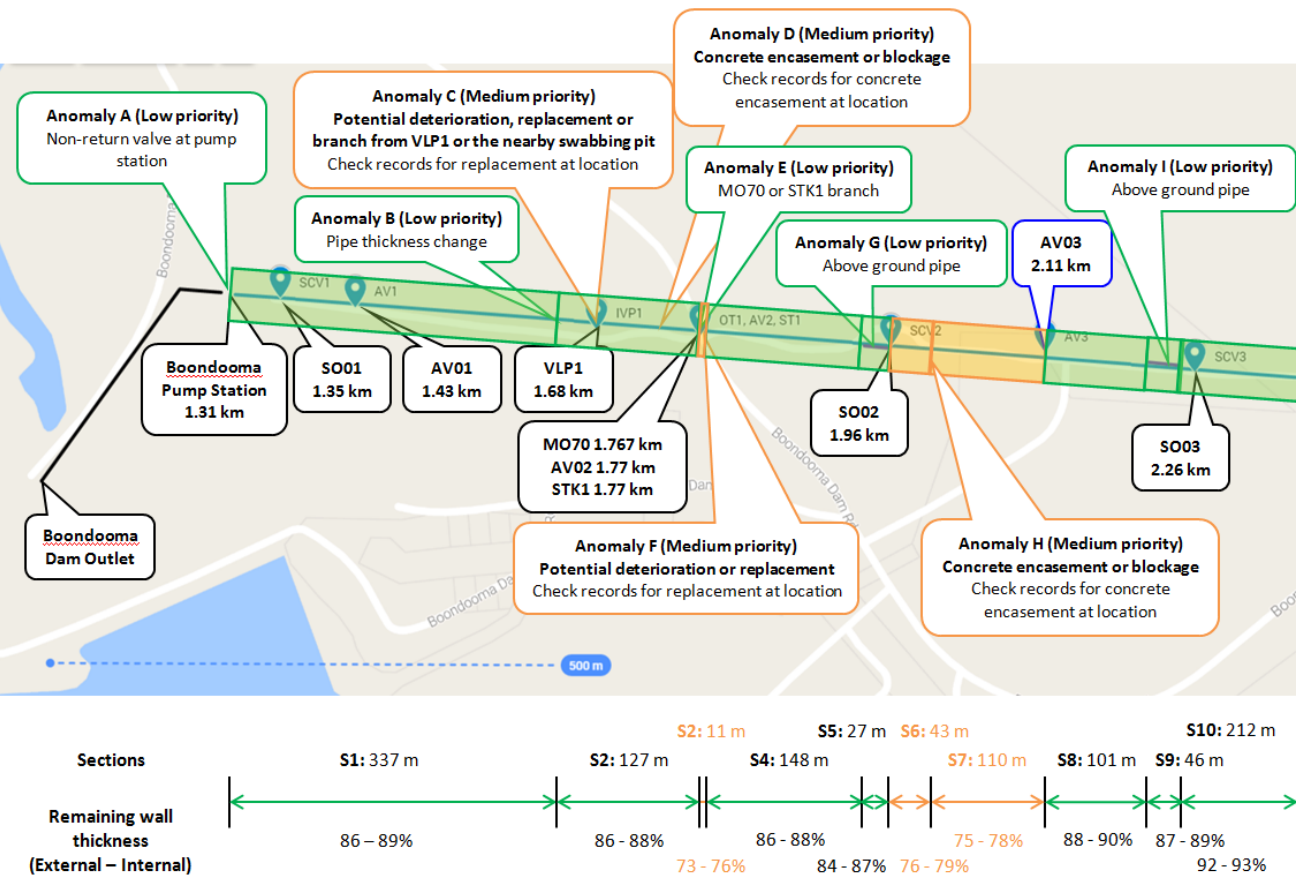 Anomaly D (Medium priority)
Concrete encasement or blockage
Check records for concrete
encasement at location
Anomaly A (Low priority)
Non-return valve at pump
station
Anomaly C (Medium priority)
Potential deterioration, replacement or
branch from VLP1 or the nearby swabbing pit
Check records for replacement at location
Anomaly E (Low priority)
MO70 or STK1 branch
Anomaly I (Low priority)
Above ground pipe
Anomaly B (Low priority)
Pipe thickness change
Anomaly G (Low priority)
Above ground pipe
AV03
2.11 km
Boondooma
SCV1
AV1
IVP1
OT1, AV2, ST1
SCV2
AV3
SCV3
Boondooma
Pump Station
1.31 km
SO01
1.35 km
AV01
1.43 km
VLP1
1.68 km
MO70 1.767 km
AV02 1.77 km
STK1 1.77 km
SO02
1.96 km
SO03
2.26 km
Boondooma Dam Rd
Dam
Boondooma
Dam Outlet
Anomaly F (Medium priority)
Potential deterioration or replacement
Check records for replacement at location
Anomaly H (Medium priority)
Concrete encasement or blockage
Check records for concrete
encasement at location
Boondooma Da
Boo
500 m
S2: 11 m
S5: 27 m
S6: 43 m
S10: 212 m
Sections
S1: 337 m
S2: 127 m
S4: 148 m
S7: 110 m
S8: 101 m
S9: 46 m
Remaining wall
thickness
(External – Internal)
86 – 89%
86 - 88%
86 - 88%
75 - 78%
88 - 90%
87 - 89%
73 - 76%
84 - 87%
76 - 79%
92 - 93%